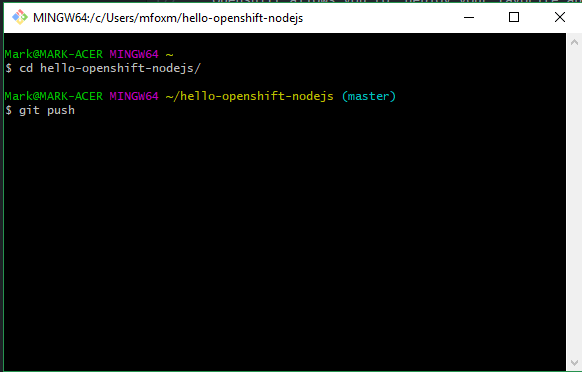 MINGW64:/c/Users/mfoxm/hello-openshift-nodejs
Mark@MARK-ACER MINGW64 ~
$ cd hello-openshift-nodejs/
Mark@MARK-ACER MINGW64 ~/hello-openshift-nodejs (master)
$ git push